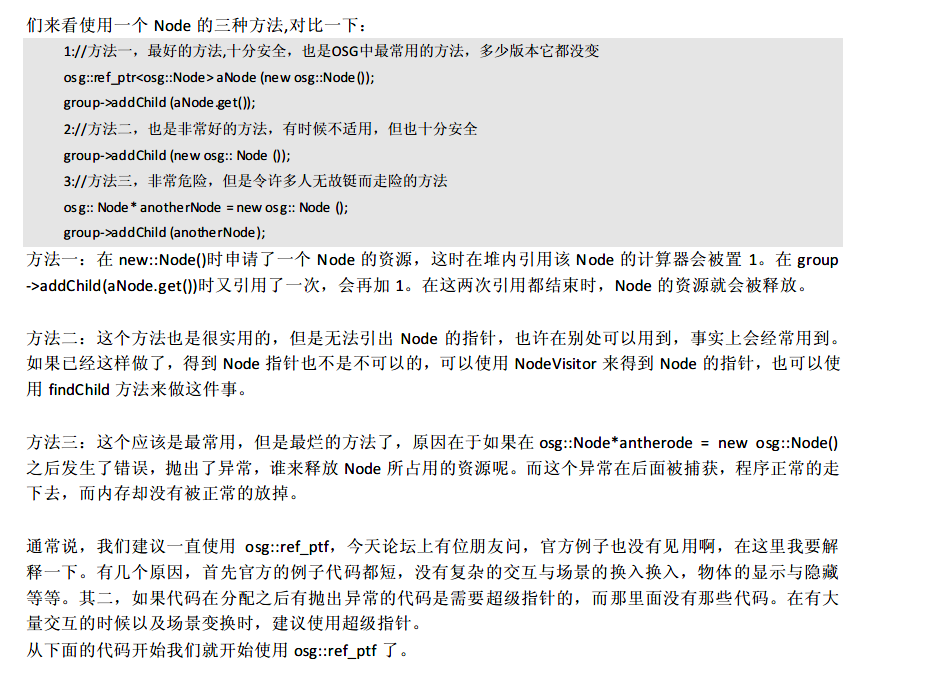 们来看使用一个 Node 的三种方法,对比一下：
1://方法一，最好的方法,十分安全，也是OSG中最常用的方法，多少版本它都没变
osg::ref_ptr<osg::Node> aNode (new osg::Node());
group->addChild (aNode.get());
2://方法二，也是非常好的方法，有时候不适用，但也十分安全
group->addChild (new osg:: Node ());
3://方法三，非常危险，但是令许多人无故铤而走险的方法
osg:: Node* anotherNode = new osg:: Node ();
group->addChild (anotherNode);
方法一：在 new::Node()时申请了一个 Node 的资源，这时在堆内引用该 Node 的计算器会被置 1。在 group
->addChild(aNode.get())时又引用了一次，会再加 1。在这两次引用都结束时，Node 的资源就会被释放。
方法二：这个方法也是很实用的，但是无法引出 Node 的指针，也许在别处可以用到，事实上会经常用到。
如果已经这样做了，得到 Node 指针也不是不可以的，可以使用 NodeVisitor 来得到 Node 的指针，也可以使
用 findChild 方法来做这件事。
方法三：这个应该是最常用，但是最烂的方法了，原因在于如果在 osg::Node*antherode = new osg::Node()
之后发生了错误，抛出了异常，谁来释放 Node 所占用的资源呢。而这个异常在后面被捕获，程序正常的走
下去，而内存却没有被正常的放掉。
通常说，我们建议一直使用 osg::ref_ptf，今天论坛上有位朋友问，官方例子也没有见用啊，在这里我要解
释一下。有几个原因，首先官方的例子代码都短，没有复杂的交互与场景的换入换入，物体的显示与隐藏
等等。其二，如果代码在分配之后有抛出异常的代码是需要超级指针的，而那里面没有那些代码。在有大
量交互的时候以及场景变换时，建议使用超级指针。
从下面的代码开始我们就开始使用 osg::ref_ptf 了。